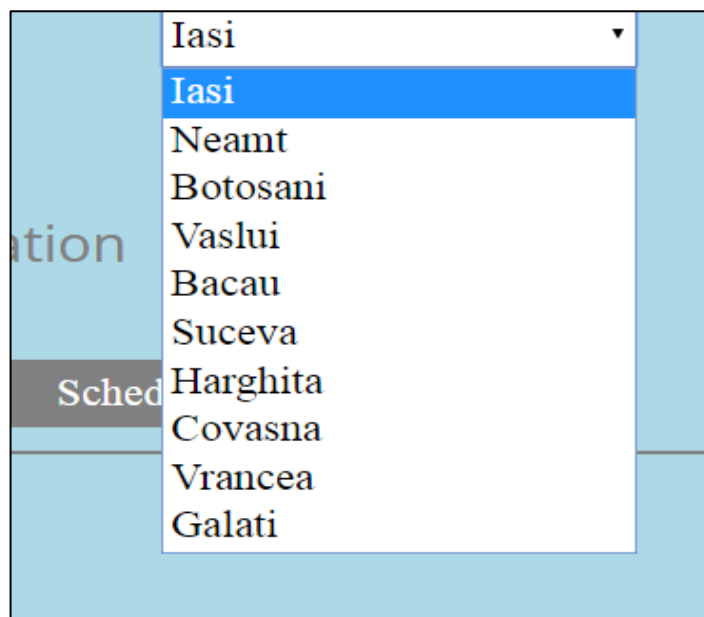 Iasi
Iasi
Neamt
Botosani
Vaslui
Bacau
Suceva
Harghita
Covasna
Vrancea
Galati